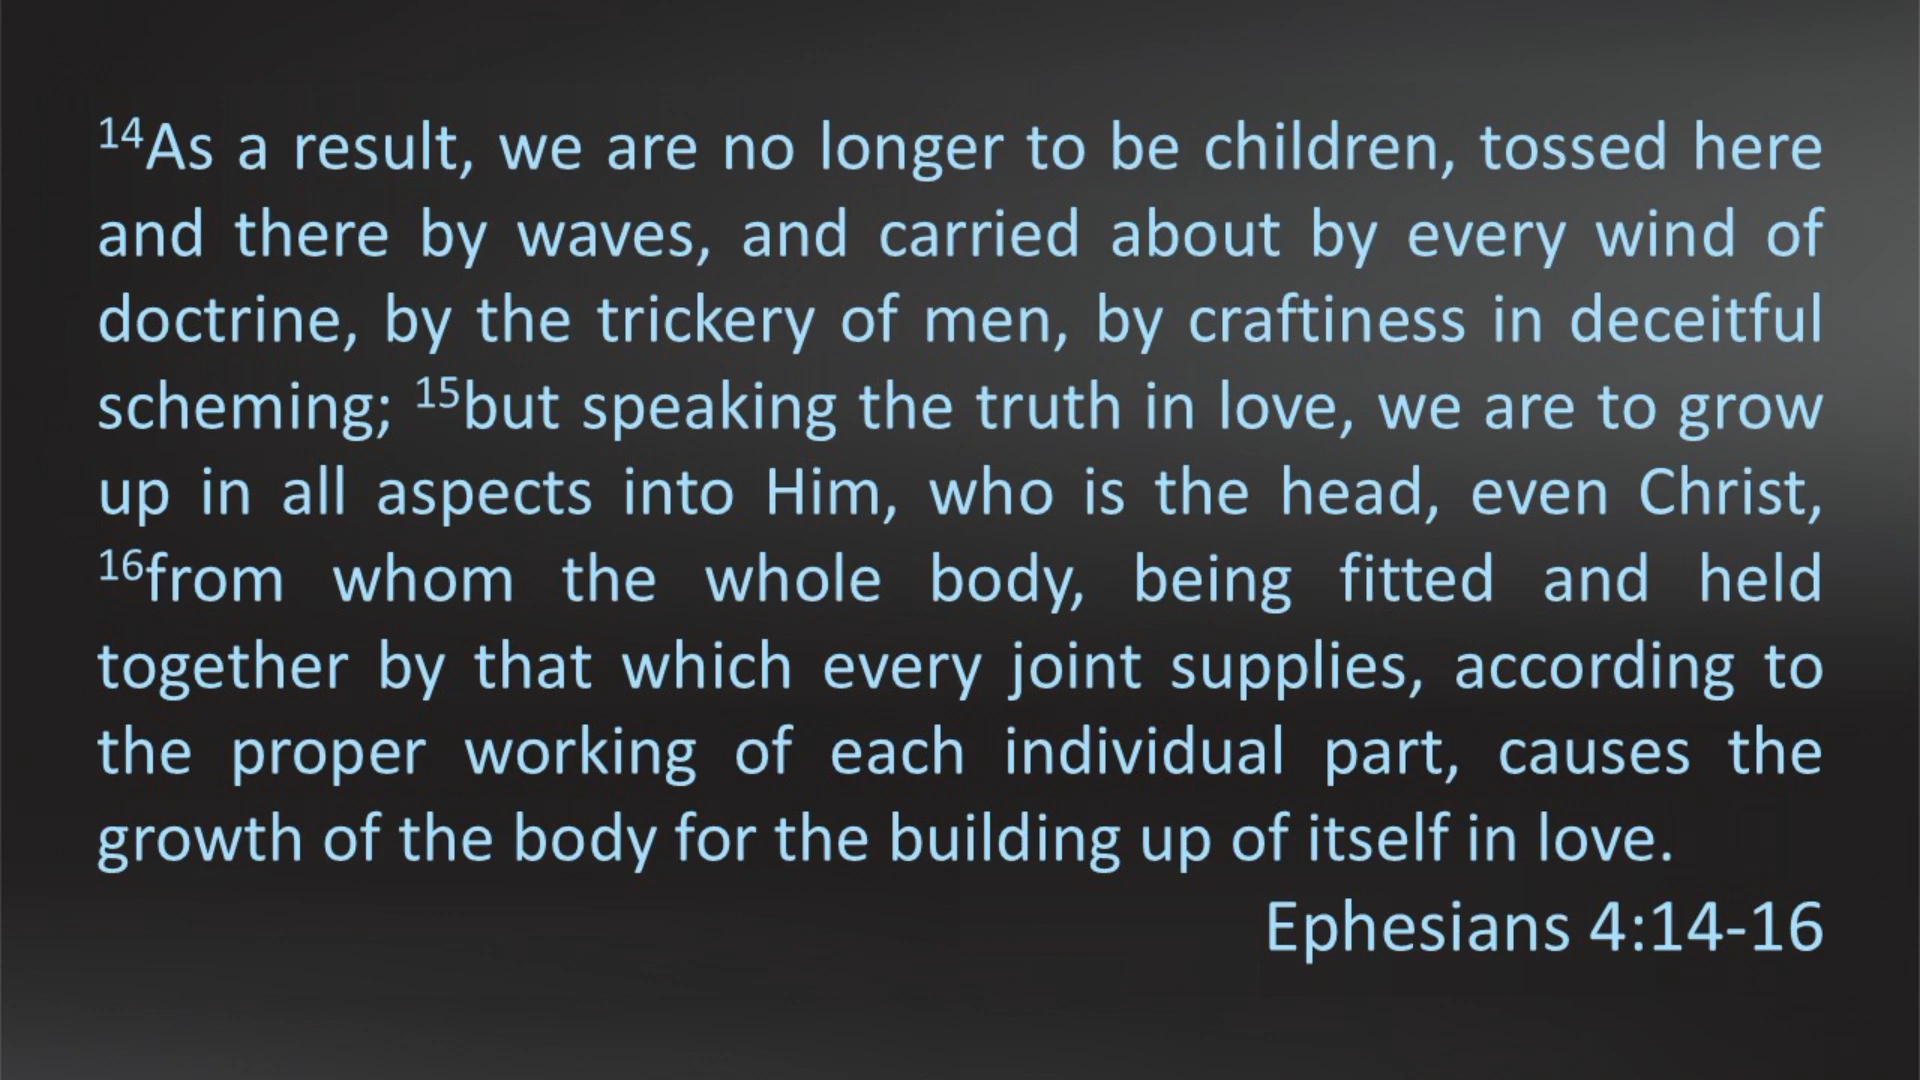 ¹⁴As a result, we are no longer to be children, tossed here
and there by waves, and carried about by every wind of
doctrine, by the trickery of men, by craftiness in deceitful
scheming; ¹⁵but speaking the truth in love, we are to grow
up in all aspects into Him, who is the head, even Christ,
¹⁶from whom the whole body, being fitted and held
together by that which every joint supplies, according to
the proper working of each individual part, causes the
growth of the body for the building up of itself in love.
Ephesians 4:14-16